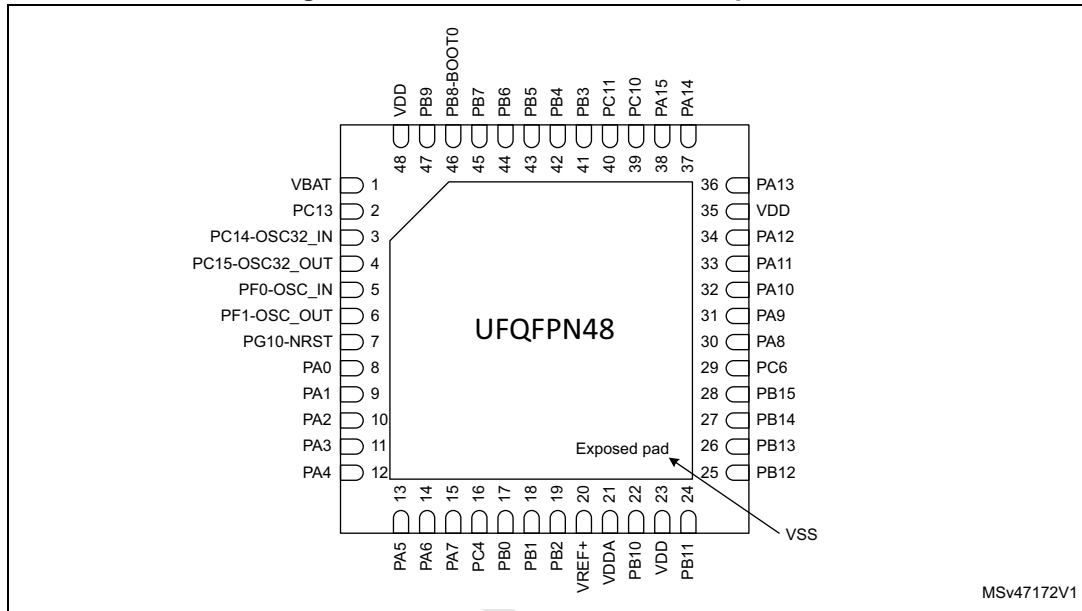 VDD
PB9
PB8-BOOT0
PB7
PB6
PB5
PB4
PB3
PC11
PC10
PA15
PA14
48
47
46
45
44
43
42
41
40
39
38
37
VBAT 1
PC13 2
PC14-OSC32_IN 3
PC15-OSC32_OUT 4
PF0-OSC_IN 5
PF1-OSC_OUT 6
PG10-NRST 7
PA0 8
PA1 9
PA2 10
PA3 11
PA4 12
36 PA13
35 VDD
34 PA12
33 PA11
32 PA10
31 PA9
30 PA8
29 PC6
28 PB15
27 PB14
26 PB13
25 PB12
UFQFPN48
Exposed pad
13
14
15
16
17
18
19
20
21
22
23
24
PA5
PA6
PA7
PC4
PB0
PB1
PB2
VREF+
VDDA
PB10
VDD
PB11
VSS
MSv47172V1